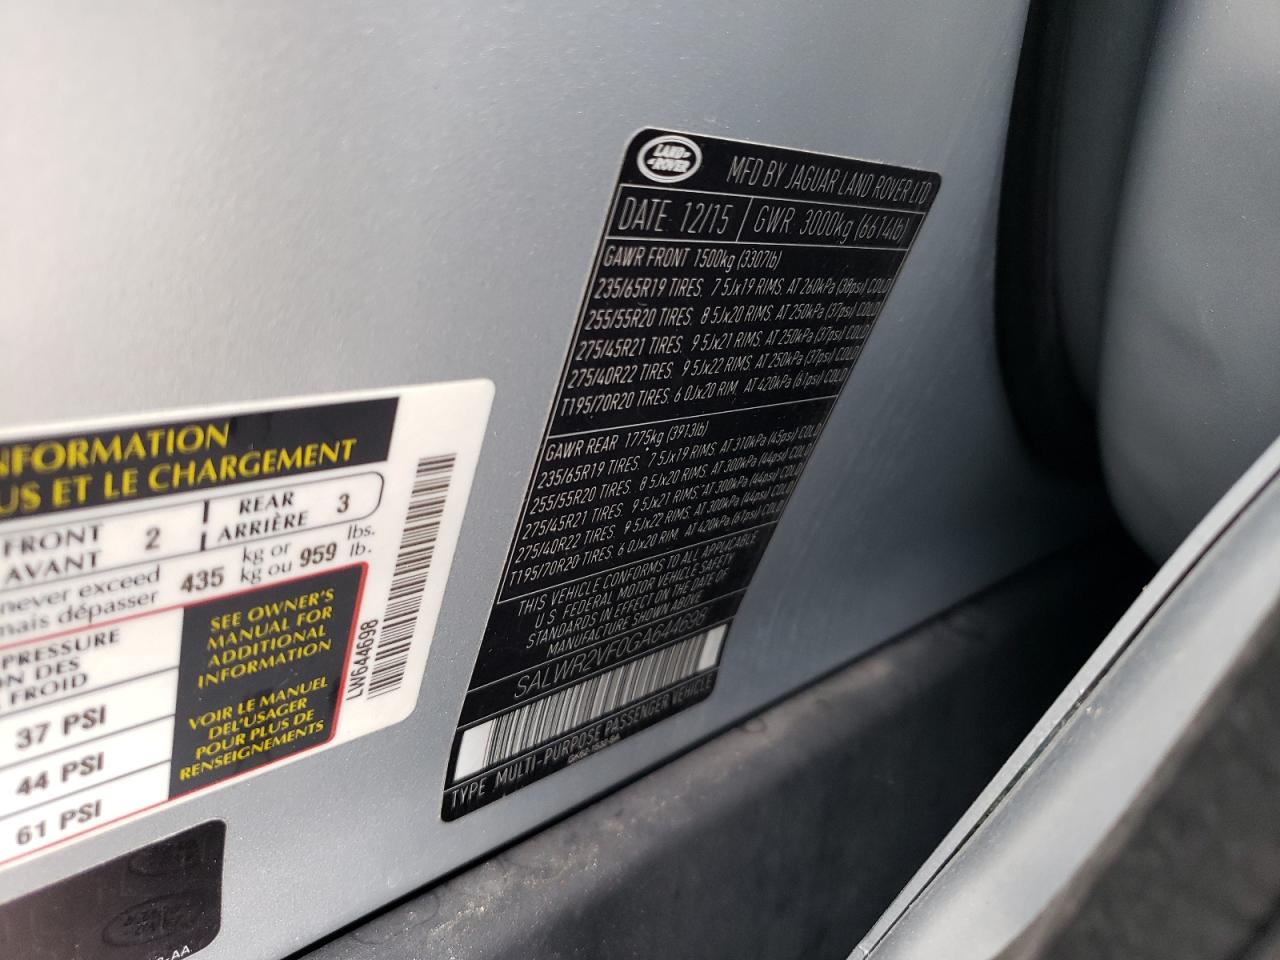 LAND
ROVER
MFD BY JAGUAR LAND ROVER LTD
DATE 12/15 GWR 3000kg (6614lb)
GAWR FRONT 1500kg (3307lb)
235/65R19 TIRES, 7 5Jx19 RIMS, AT 260kPa (38psi) COLD
255/55R20 TIRES, 8 5Jx20 RIMS, AT 250kPa (37psi) COLD
275/45R21 TIRES, 9 5Jx21 RIMS, AT 250kPa (37psi) COLD
275/40R22 TIRES, 9 5Jx22 RIMS, AT 250kPa (37psi) COLD
T195/70R20 TIRES, 6 0Jx20 RIM, AT 420kPa (61psi) COLD
GAWR REAR 1775kg (3913lb)
235/65R19 TIRES, 7 5Jx19 RIMS, AT 310kPa (45psi) COLD
255/55R20 TIRES, 8 5Jx20 RIMS, AT 300kPa (44psi) COLD
275/45R21 TIRES, 9 5Jx21 RIMS, AT 300kPa (44psi) COLD
275/40R22 TIRES, 9 5Jx22 RIMS, AT 300kPa (44psi) COLD
T195/70R20 TIRES, 6 0Jx20 RIM, AT 420kPa (61psi) COLD
THIS VEHICLE CONFORMS TO ALL APPLICABLE
U S FEDERAL MOTOR VEHICLE SAFETY
STANDARDS IN EFFECT ON THE DATE OF
MANUFACTURE SHOWN ABOVE
SALWR2VF0GA644698
TYPE MULTI-PURPOSE PASSENGER VEHICLE
NFORMATION
US ET LE CHARGEMENT
FRONT 2 REAR 3
AVANT ARRIÈRE
never exceed 435 kg or 959 lbs.
mais dépasser kg ou lb.
PRESSURE
ON DES
FROID
37 PSI
44 PSI
61 PSI
SEE OWNER'S
MANUAL FOR
ADDITIONAL
INFORMATION
VOIR LE MANUEL
DEL'USAGER
POUR PLUS DE
RENSEIGNEMENTS
LW644698